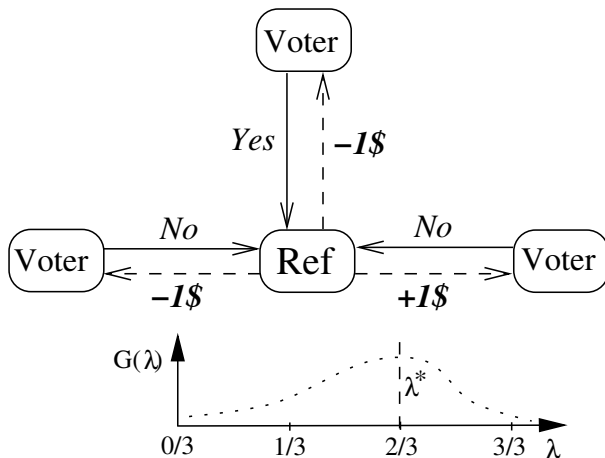 Voter
Yes
−1$
No
No
Voter
Ref
Voter
−1$
+1$
G(λ)
λ*
0/3 1/3 2/3 3/3 λ